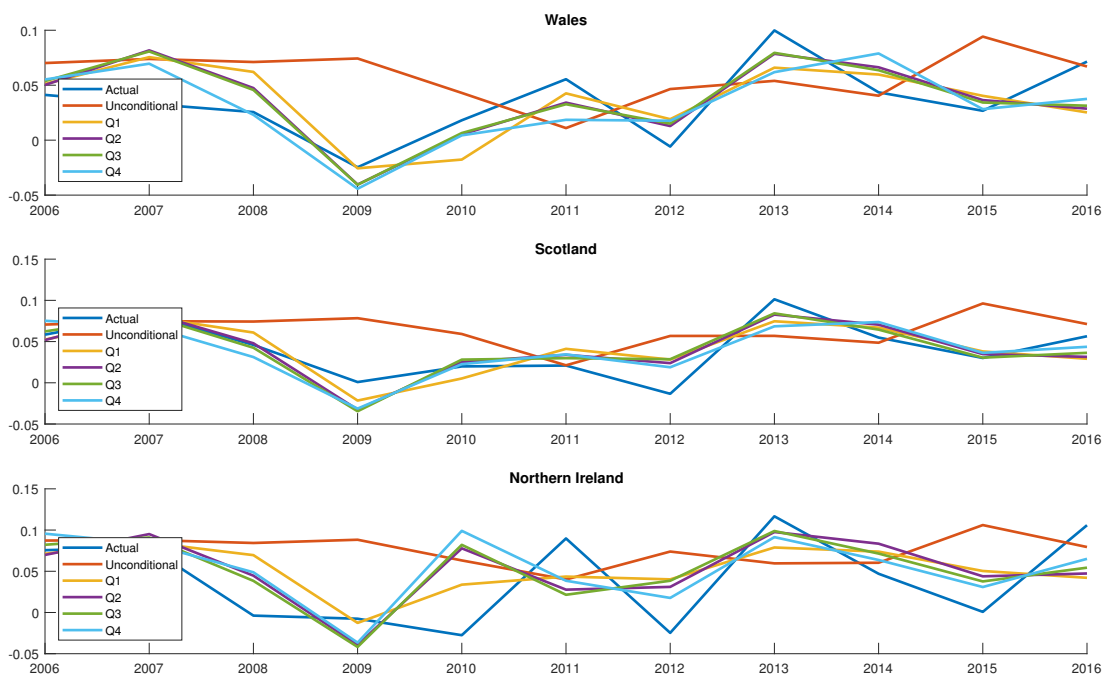 Wales
0.1
0.05
0
-0.05
Actual
Unconditional
Q1
Q2
Q3
Q4
2006 2007 2008 2009 2010 2011 2012 2013 2014 2015 2016
Scotland
0.15
0.1
0.05
0
-0.05
Actual
Unconditional
Q1
Q2
Q3
Q4
2006 2007 2008 2009 2010 2011 2012 2013 2014 2015 2016
Northern Ireland
0.15
0.1
0.05
0
-0.05
Actual
Unconditional
Q1
Q2
Q3
Q4
2006 2007 2008 2009 2010 2011 2012 2013 2014 2015 2016